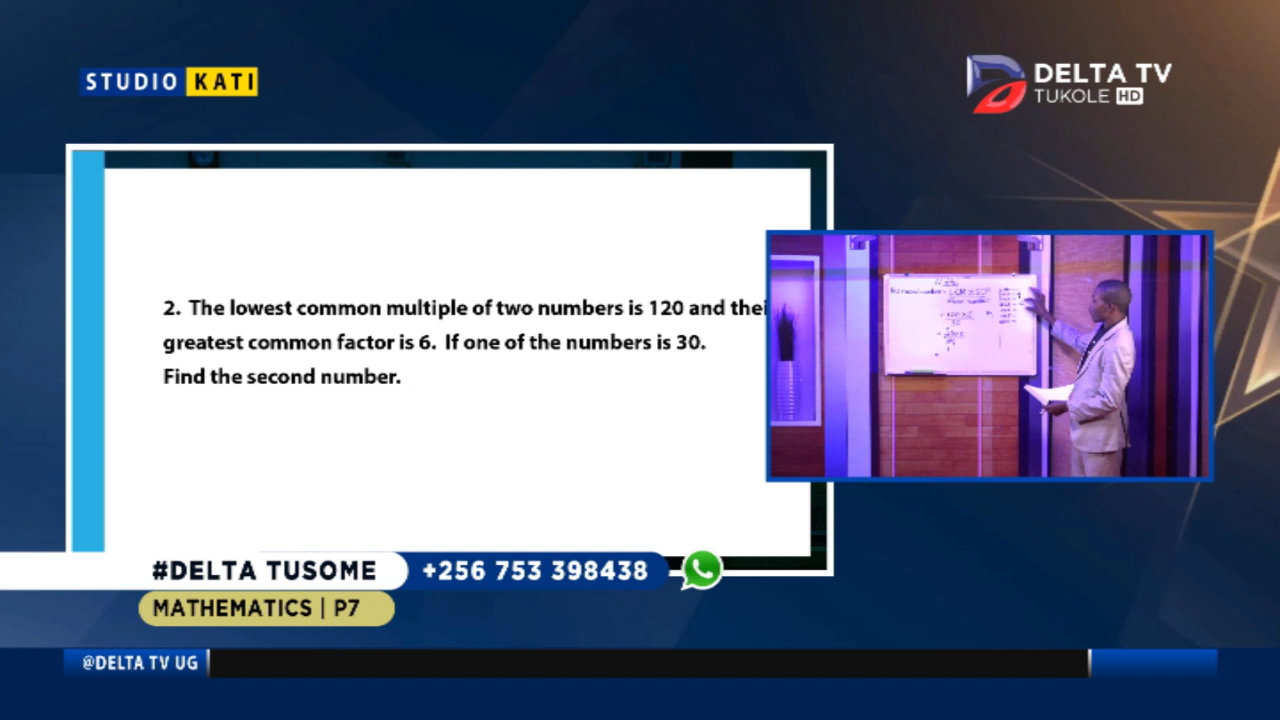 STUDIO KATI
DELTA TV
TUKOLE HD
2. The lowest common multiple of two numbers is 120 and thei
greatest common factor is 6. If one of the numbers is 30.
Find the second number.
#DELTA TUSOME +256 753 398438
MATHEMATICS | P7
@DELTA TV UG